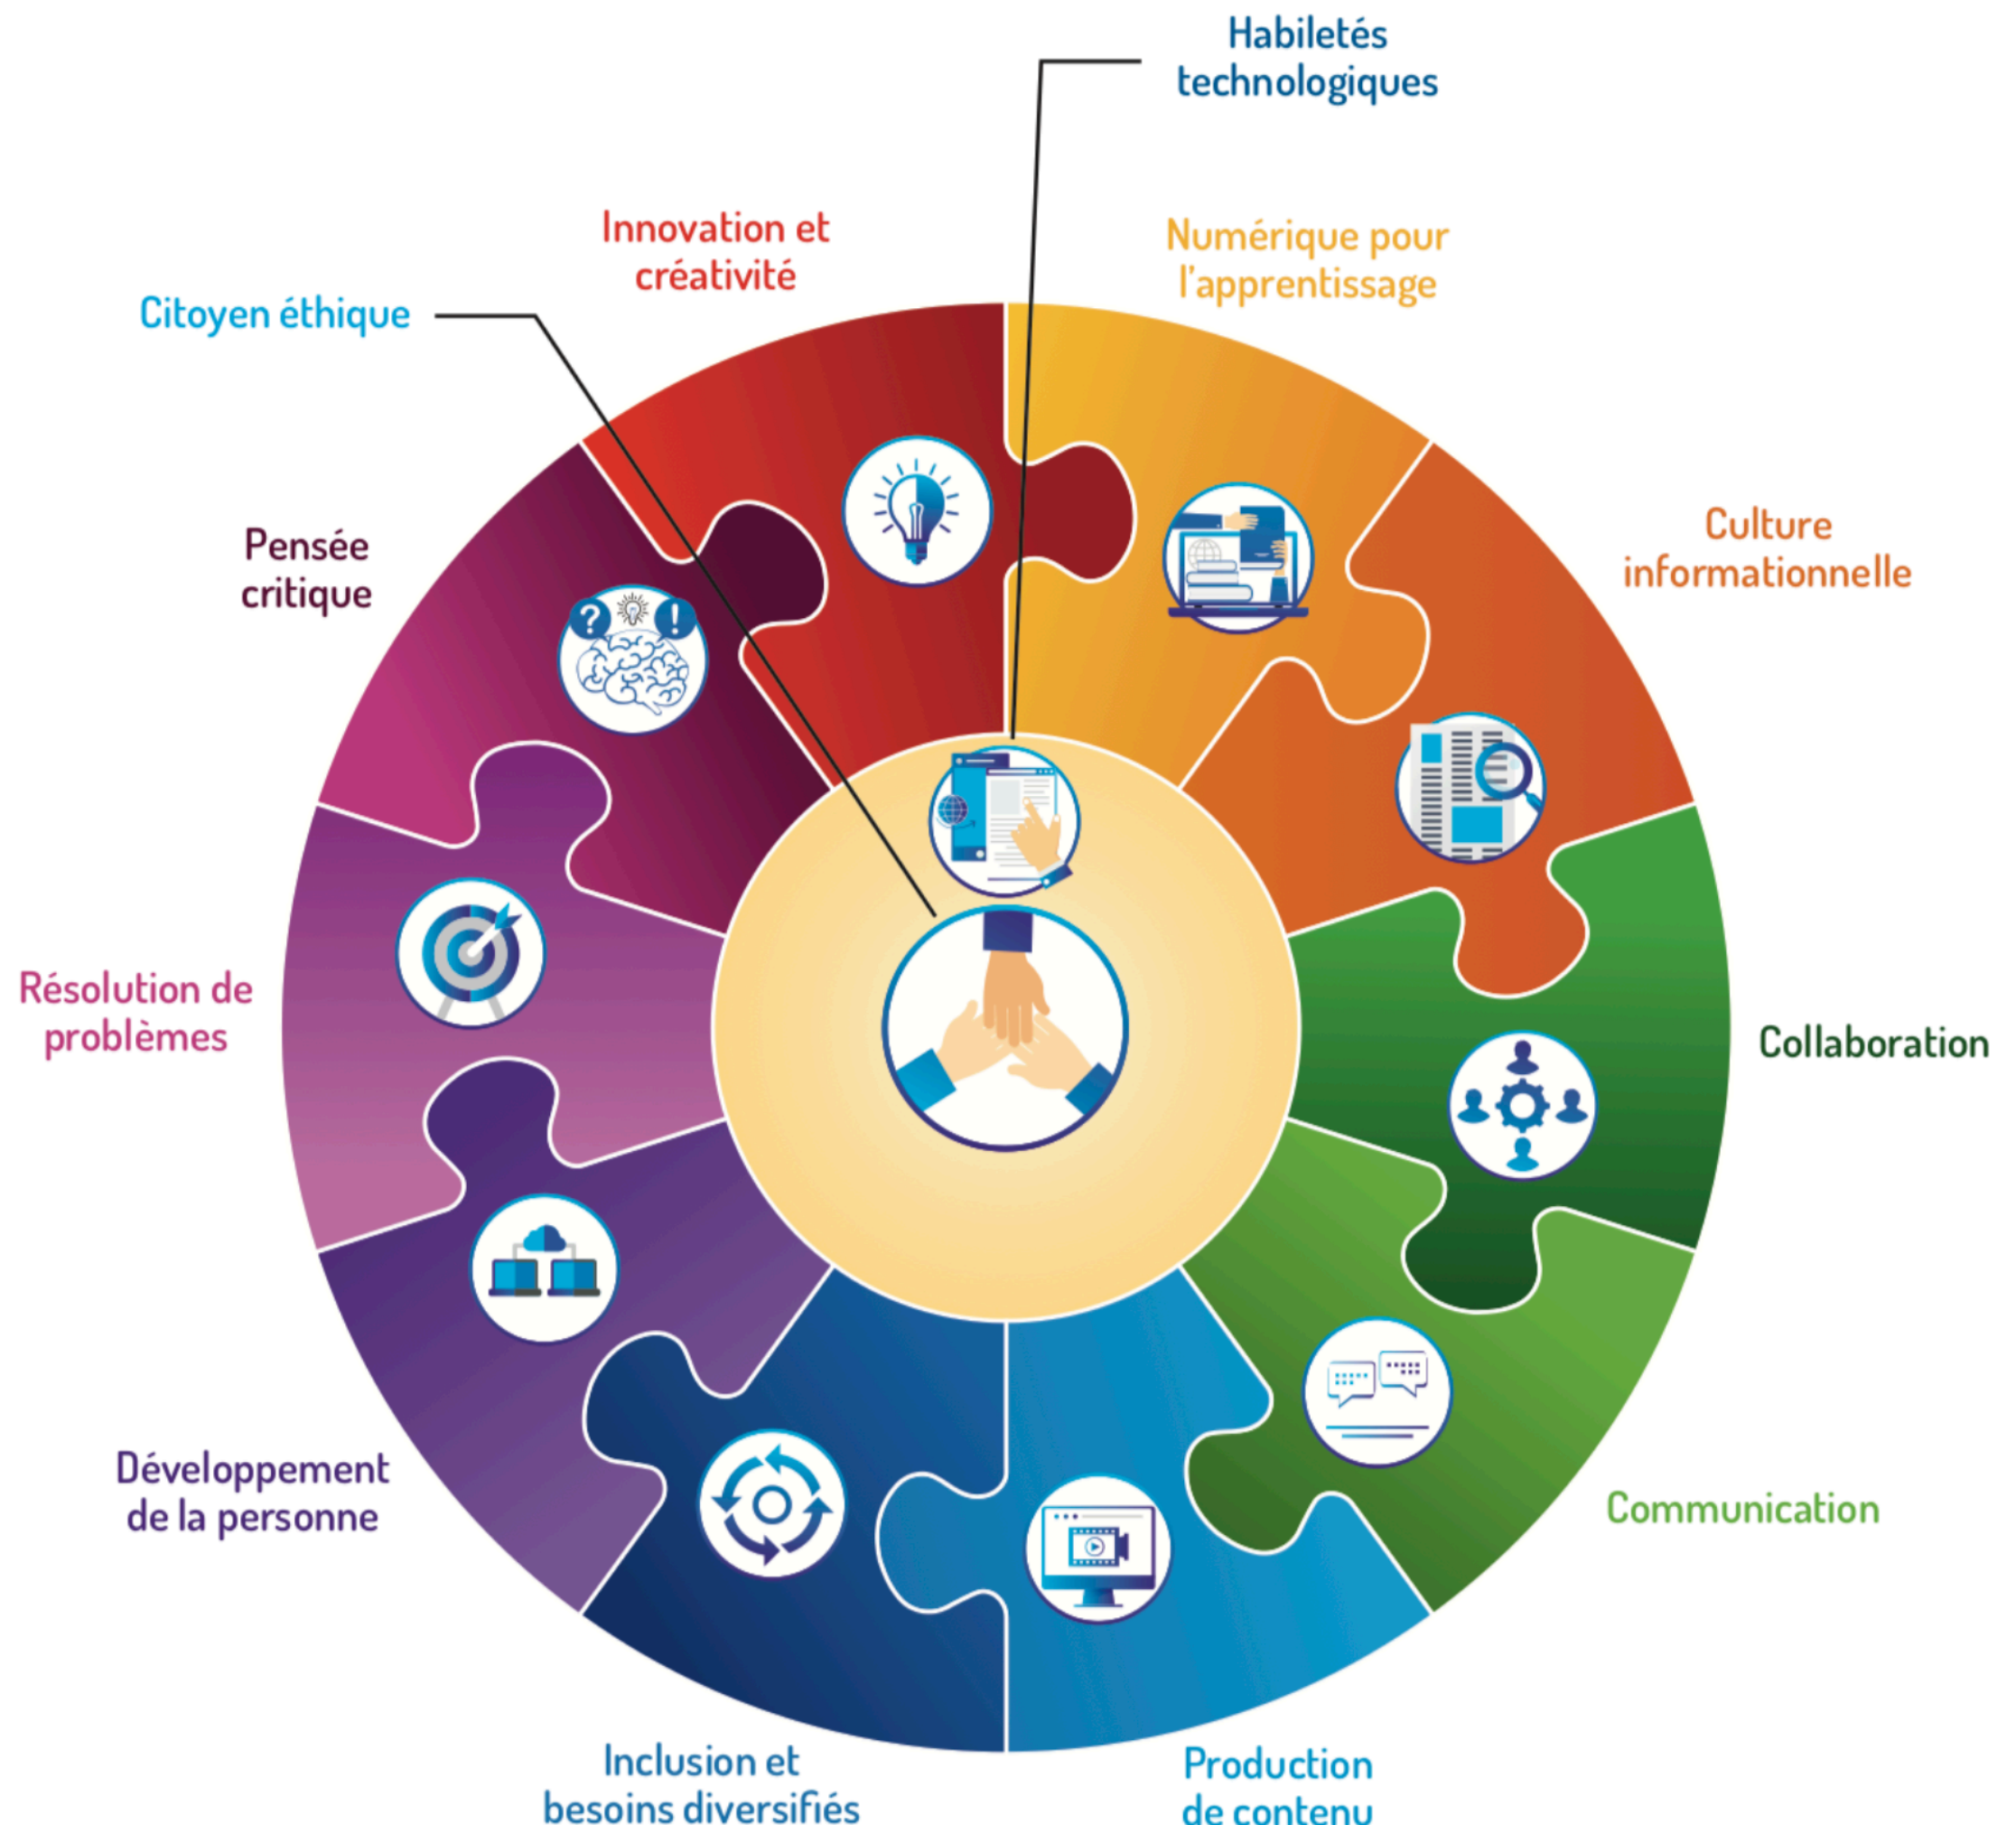 Habiletés
technologiques
Innovation et
créativité
Numérique pour
l'apprentissage
Citoyen éthique
Pensée
critique
Culture
informationnelle
Résolution de
problèmes
Collaboration
Développement
de la personne
Communication
Inclusion et
besoins diversifiés
Production
de contenu
? !